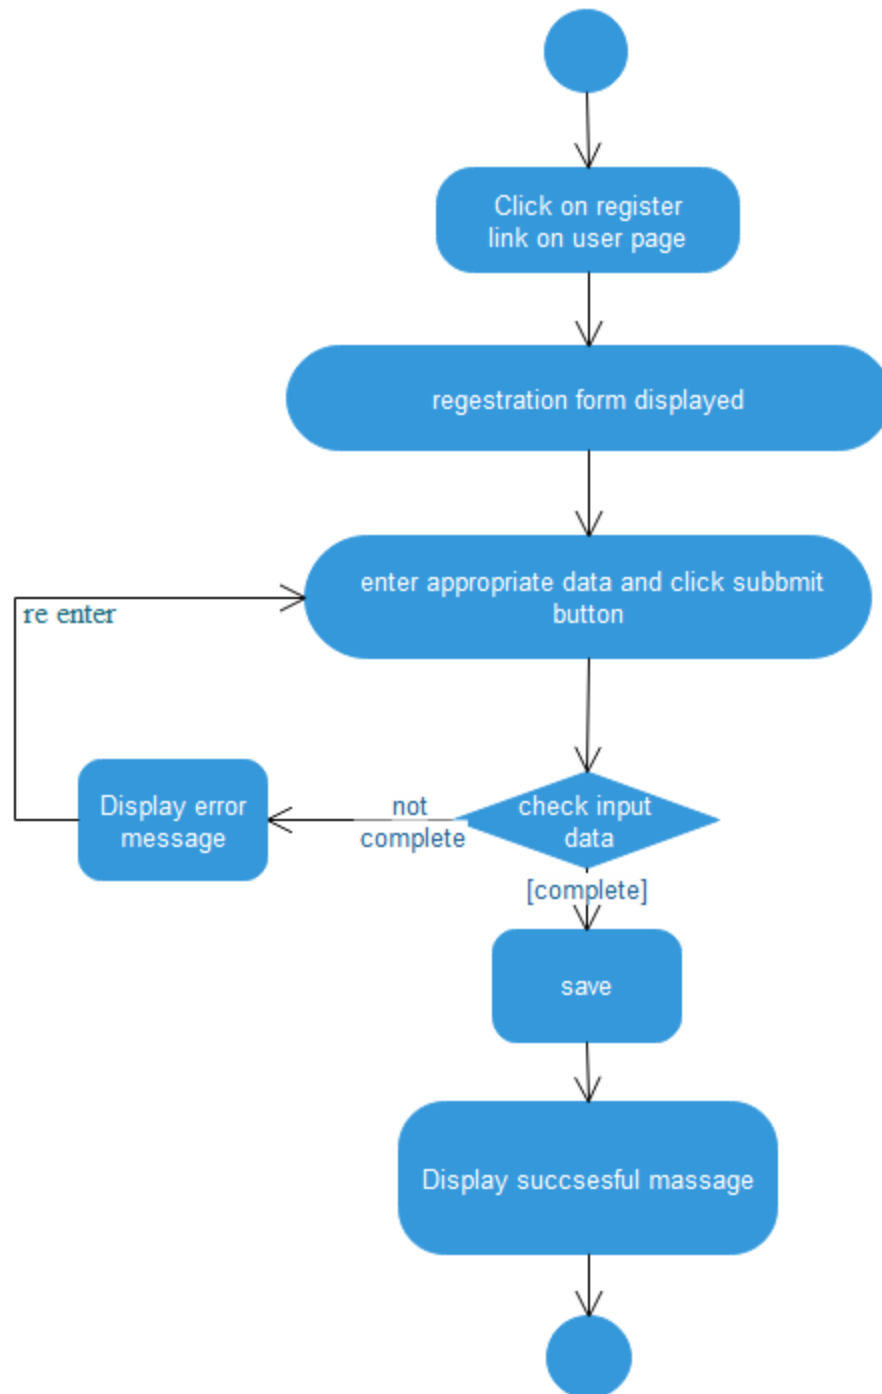 Click on register
link on user page
regestration form displayed
enter appropriate data and click subbmit
button
re enter
Display error
message
not
complete
check input
data
[complete]
save
Display succsesful massage